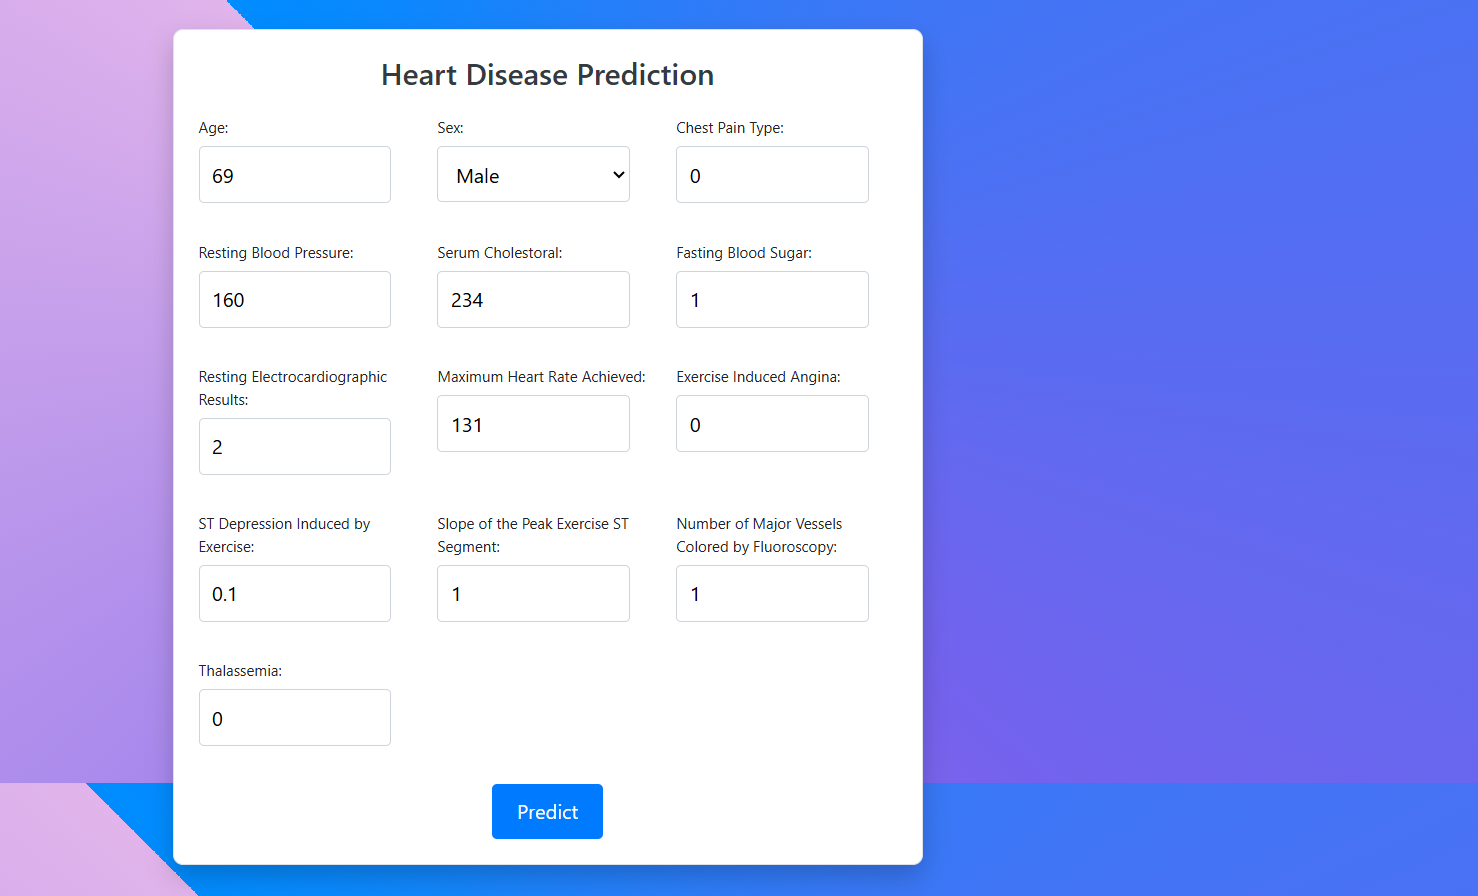 Heart Disease Prediction
Age:
Sex:
Chest Pain Type:
69
Male
0
Resting Blood Pressure:
Serum Cholestoral:
Fasting Blood Sugar:
160
234
1
Resting Electrocardiographic
Results:
Maximum Heart Rate Achieved:
Exercise Induced Angina:
2
131
0
ST Depression Induced by
Exercise:
Slope of the Peak Exercise ST
Segment:
Number of Major Vessels
Colored by Fluoroscopy:
0.1
1
1
Thalassemia:
0
Predict